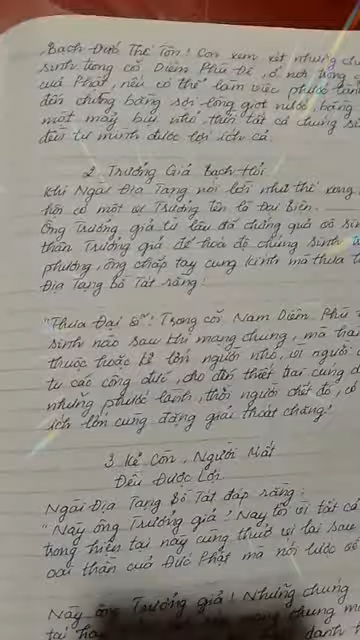 Bạch Đức Thế Tôn! Con xem xét những
sinh trong cõi Diêm Phù Đề, ở nơi trong
của Phật, nếu có thể làm việc phước lành
đến chừng bằng sợi lông giọt nước, bằng
một mảy bụi nhỏ, thời tất cả chúng
đều tự mình được lợi ích cả.
2. Trưởng Giả Bạch Hỏi
Khi Ngài Địa Tạng nói lời như thế xong,
hội có một vị Trưởng tên là Đại Biện.
Ông Trưởng giả từ lâu đã chứng quả vô
thân Trưởng giả để hóa độ chúng sinh
phương, ông chắp tay cung kính mà thưa
Địa Tạng Bồ Tát rằng!
"Thưa Đại Sĩ! Trong cõi Nam Diêm Phù
sinh nào sau khi mạng chung, mà
thuộc hoặc kẻ lớn người nhỏ, vì người
tu các công đức, cho đến thiết trai cúng
những phước lành, thời người chết đó, có
ích lớn cùng đặng giải thoát chăng!
3. Kẻ Còn, Người Mất
Đều Được Lợi
Ngài Địa Tạng Bồ Tát đáp rằng:
"Này ông Trưởng giả! Nay tôi vì tất cả
trong hiện tại này cùng thuở vị lai sau
oai thần của Đức Phật mà nói lược
Này ông Trưởng giả! Những chúng
chung